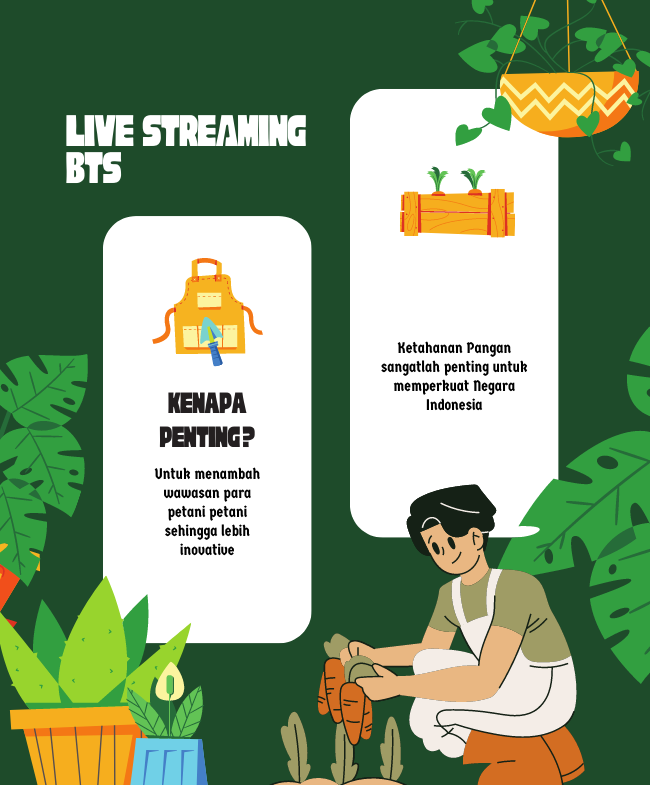 LIVE STREAMING
BTS
KENAPA
PENTING?
Untuk menambah
wawasan para
petani petani
sehingga lebih
inovative
Ketahanan Pangan
sangatlah penting untuk
memperkuat Negara
Indonesia